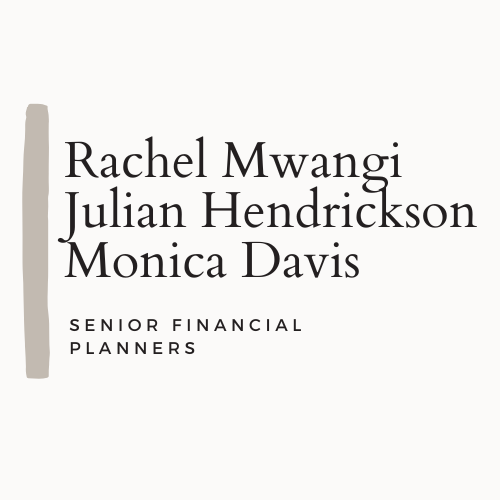 Rachel Mwangi
Julian Hendrickson
Monica Davis
SENIOR FINANCIAL
PLANNERS